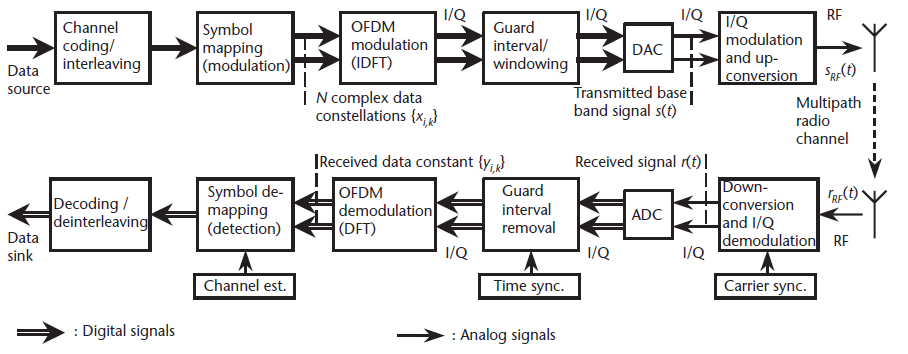 Data
source
Channel
coding/
interleaving
Symbol
mapping
(modulation)
OFDM
modulation
(IDFT)
I/Q
Guard
interval/
windowing
I/Q
DAC
I/Q
I/Q
modulation
and up-
conversion
RF
s_RF(t)
N complex data
constellations {x_i,k}
Transmitted base
band signal s(t)
Multipath
radio
channel
Received data constant {y_i,k}
Received signal r(t)
Data
sink
Decoding /
deinterleaving
Symbol de-
mapping
(detection)
OFDM
demodulation
(DFT)
I/Q
Guard
interval
removal
I/Q
ADC
I/Q
Down-
conversion
and I/Q
demodulation
r_RF(t)
RF
Channel est.
Time sync.
Carrier sync.
: Digital signals
: Analog signals